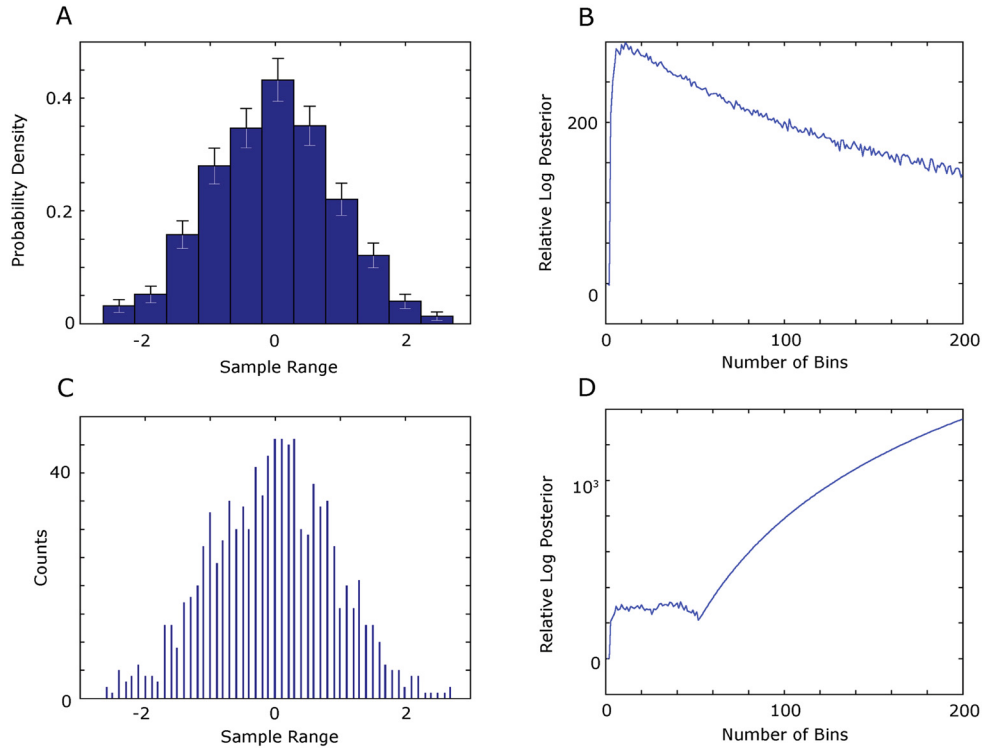 A
Probability Density
0.4
0.2
0
-2 0 2
Sample Range
B
Relative Log Posterior
200
0
0 100 200
Number of Bins
C
Counts
40
0
-2 0 2
Sample Range
D
Relative Log Posterior
10³
0
0 100 200
Number of Bins